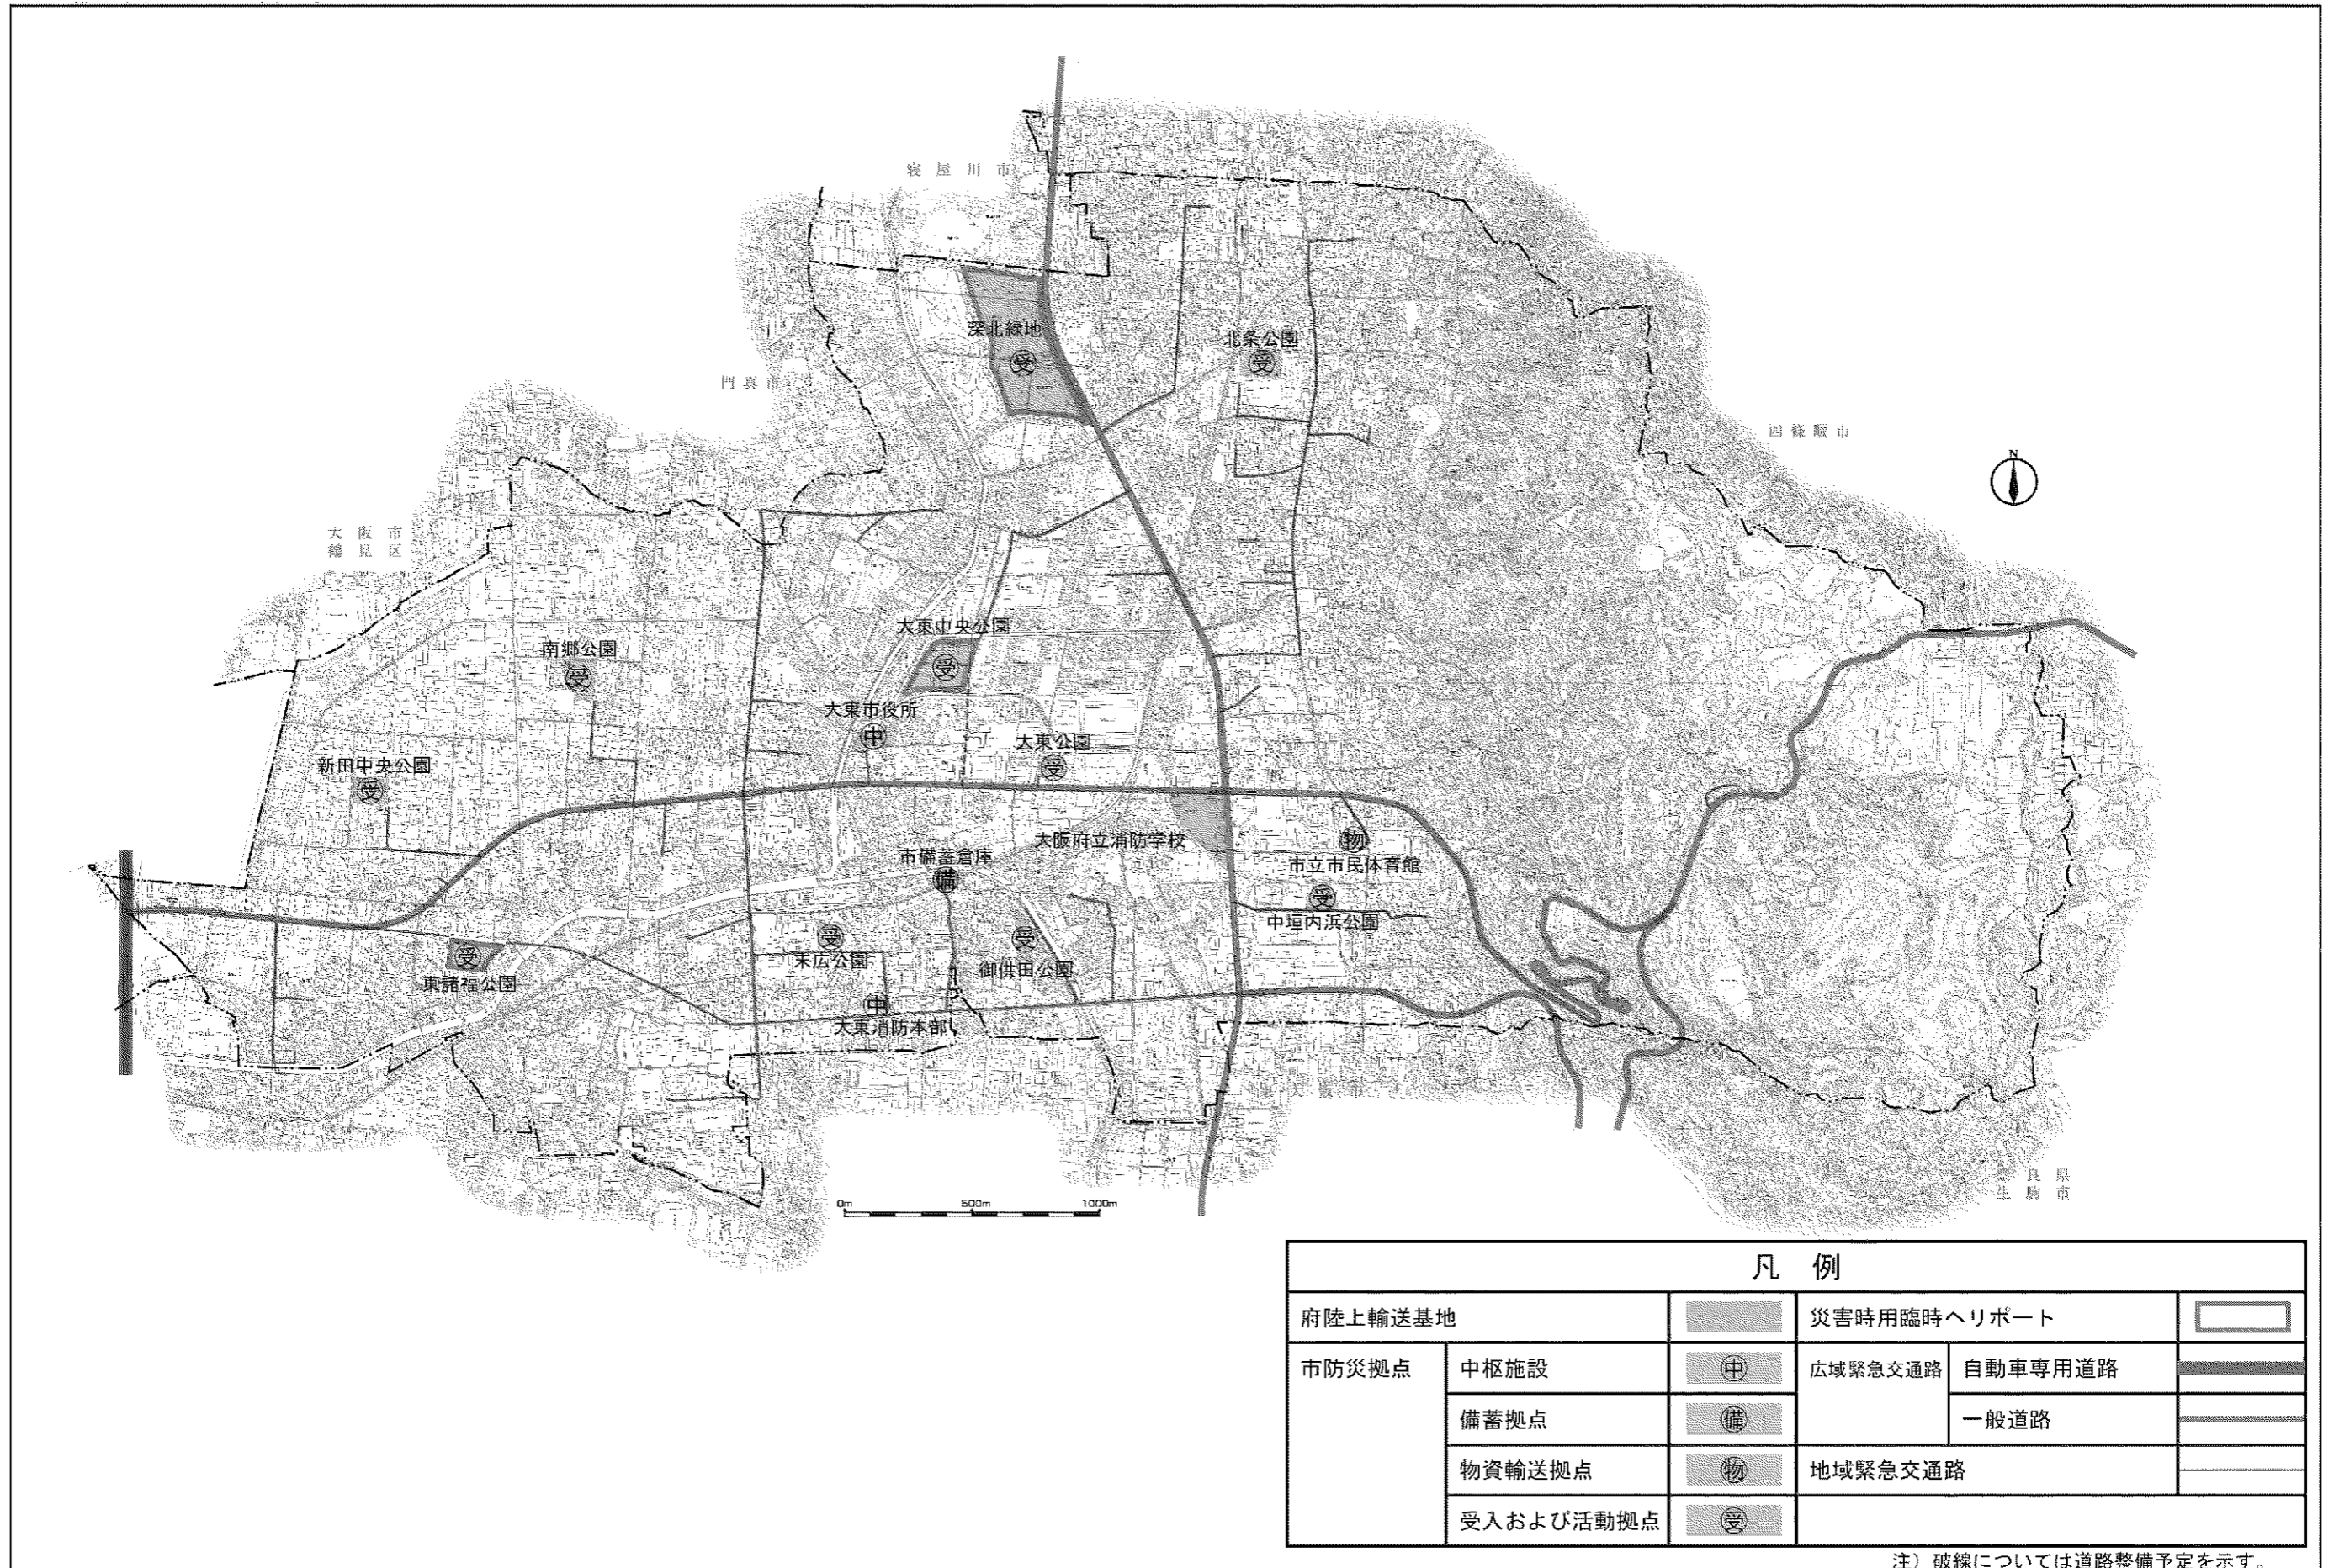 寝屋川市
門真市
四條畷市
大阪市
鶴見区
N
深北緑地
受
北条公園
受
大東中央公園
受
南郷公園
受
大東市役所
中
大東公園
受
新田中央公園
受
大阪府立消防学校
物
市立市民体育館
市備蓄倉庫
備
受
中垣内浜公園
受
東諸福公園
受
末広公園
受
御供田公園
中
大東消防本部
大阪市
良県
生駒市
0m 500m 1000m
凡 例
府陸上輸送基地 災害時用臨時ヘリポート
市防災拠点 中枢施設 中 広域緊急交通路 自動車専用道路
備蓄拠点 備 一般道路
物資輸送拠点 物 地域緊急交通路
受入および活動拠点 受
注）破線については道路整備予定を示す。